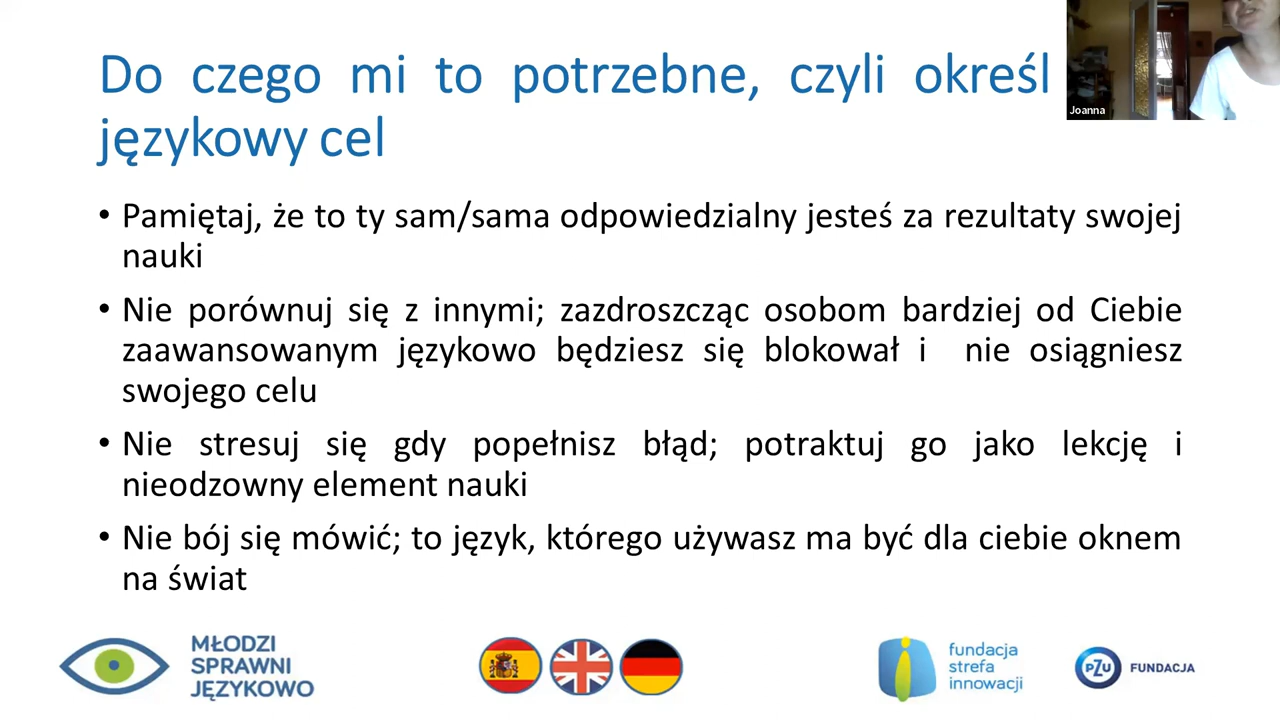 Do czego mi to potrzebne, czyli określ
językowy cel
Joanna
• Pamiętaj, że to ty sam/sama odpowiedzialny jesteś za rezultaty swojej
nauki
• Nie porównuj się z innymi; zazdroszcząc osobom bardziej od Ciebie
zaawansowanym językowo będziesz się blokował i nie osiągniesz
swojego celu
• Nie stresuj się gdy popełnisz błąd; potraktuj go jako lekcję i
nieodzowny element nauki
• Nie bój się mówić; to język, którego używasz ma być dla ciebie oknem
na świat
MŁODZI
SPRAWNI
JĘZYKOWO
fundacja
strefa
innowacji
PZU FUNDACJA